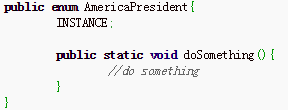 public enum AmericaPresident{
INSTANCE;
public static void doSomething(){
//do something
}
}